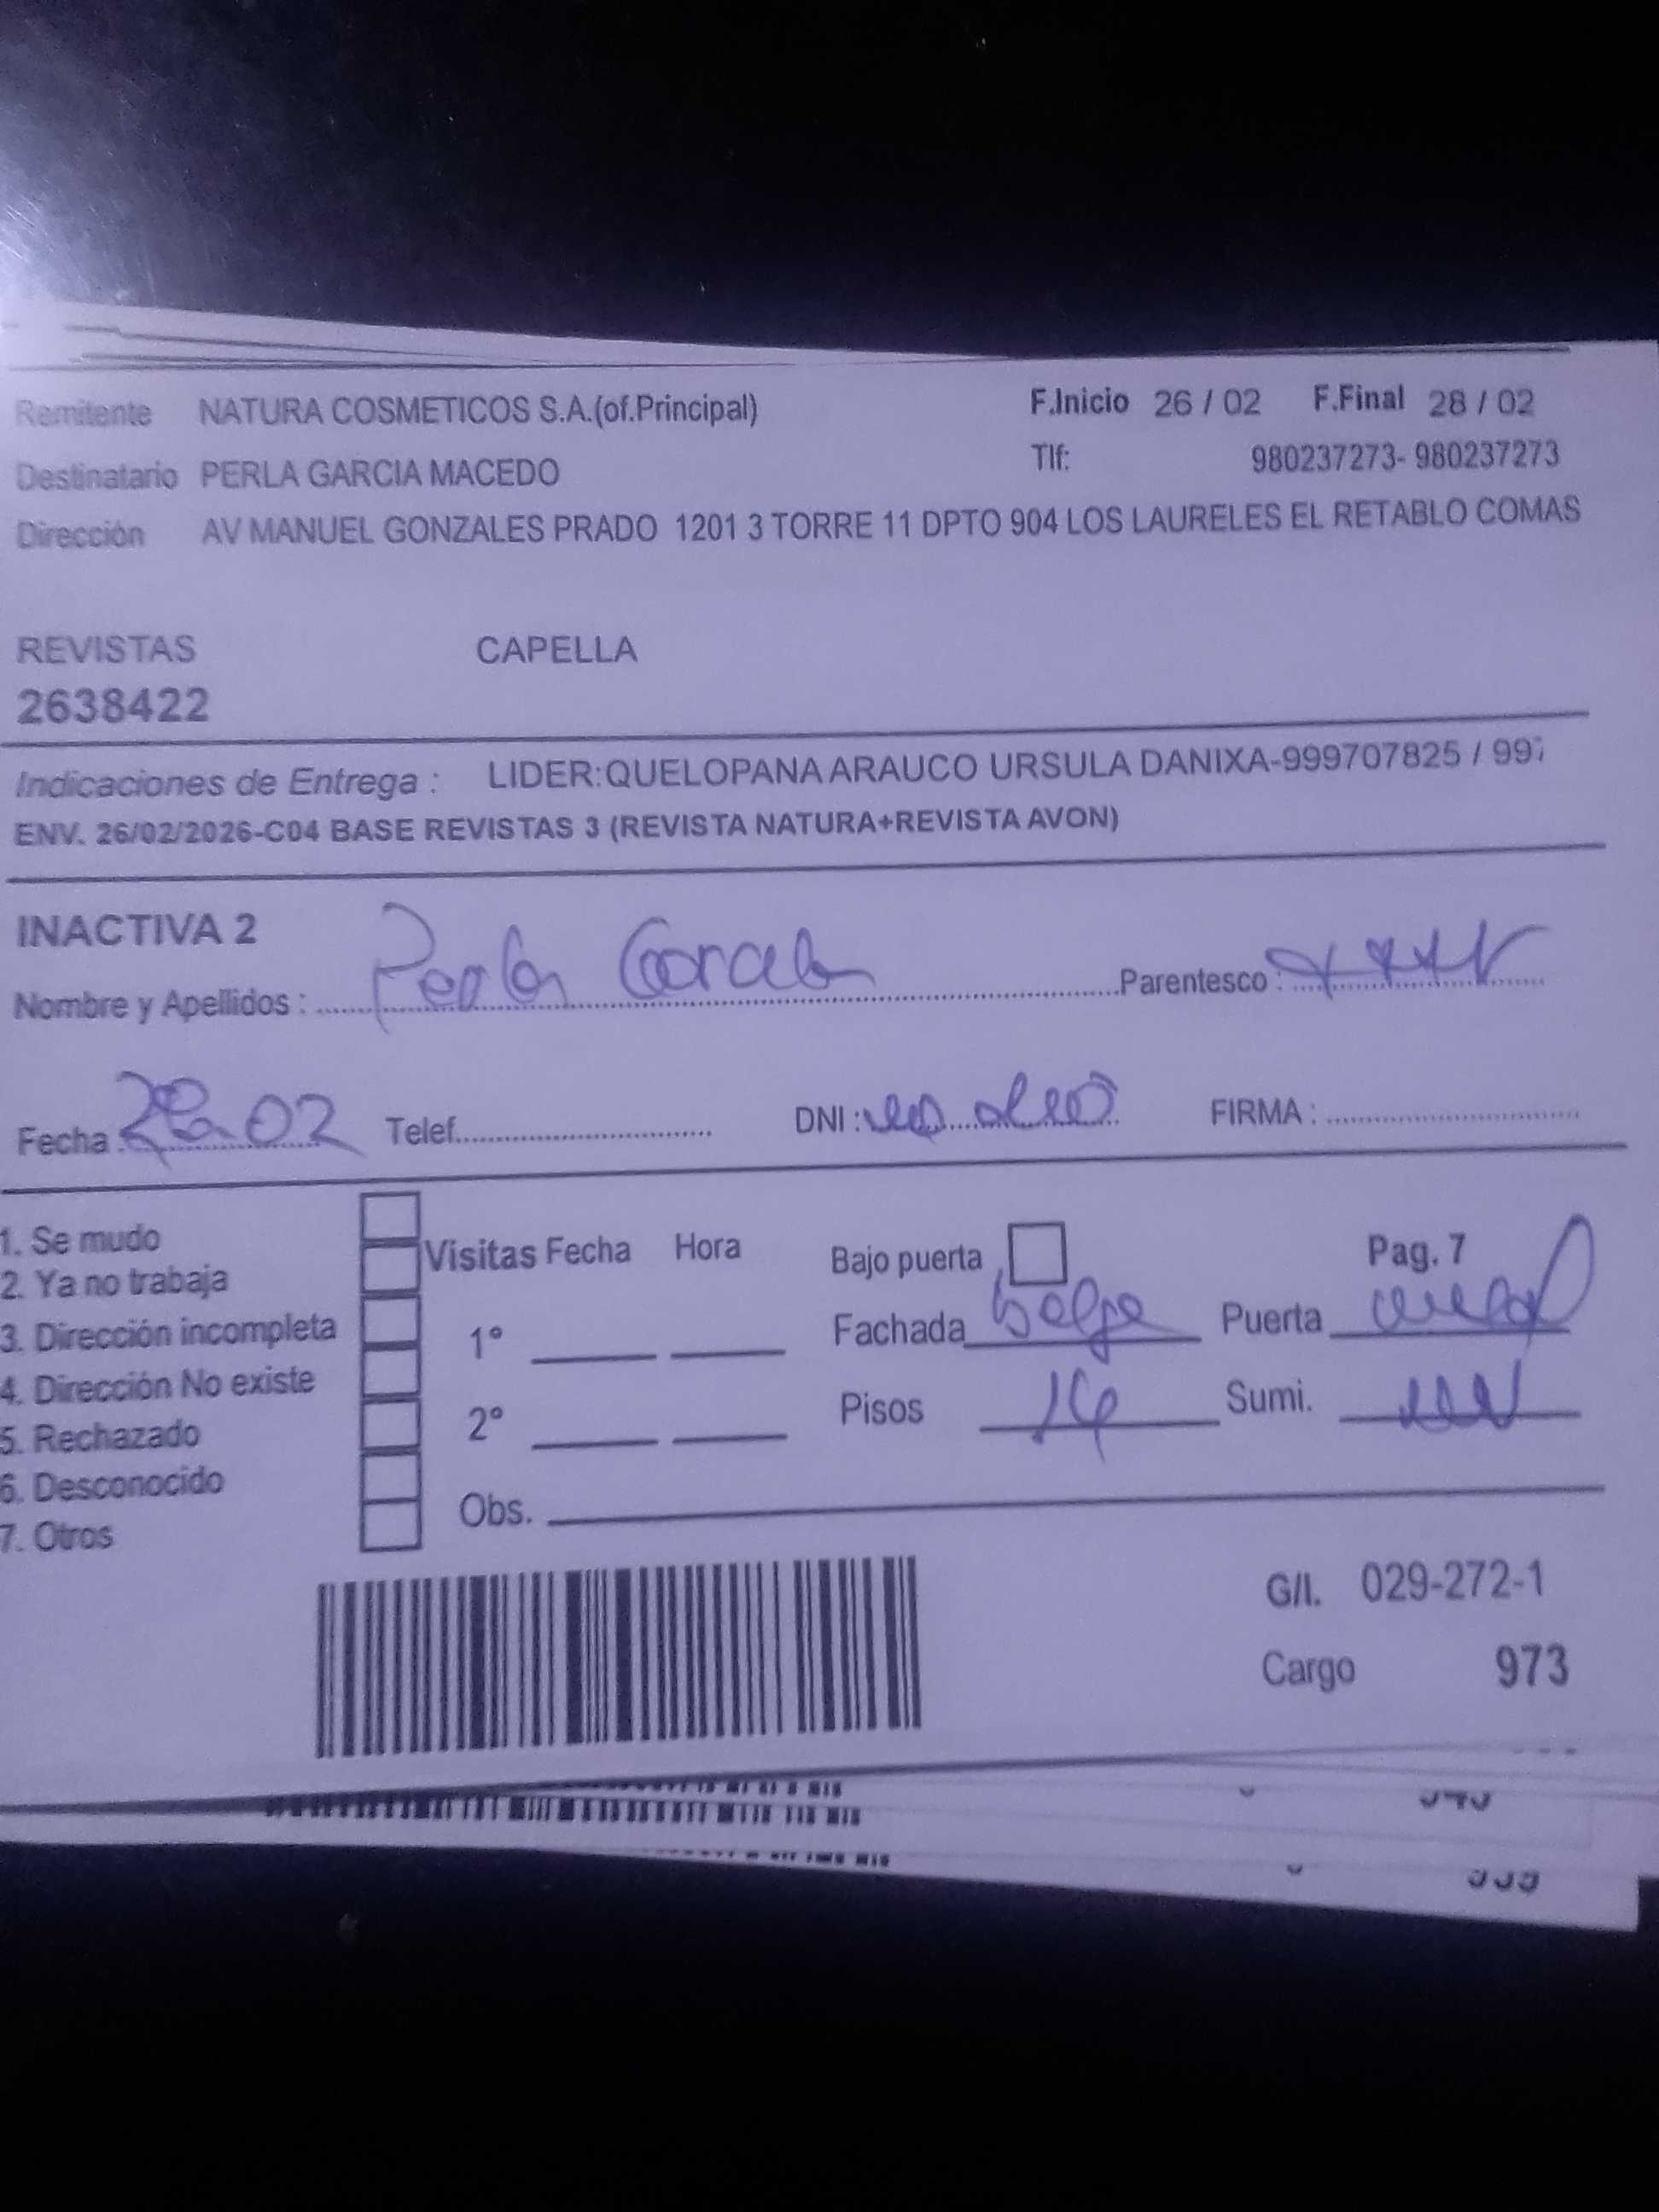 Remitente NATURA COSMETICOS S.A.(of.Principal) F.Inicio 26 / 02 F.Final 28 / 02
Destinatario PERLA GARCIA MACEDO Tlf: 980237273- 980237273
Dirección AV MANUEL GONZALES PRADO 1201 3 TORRE 11 DPTO 904 LOS LAURELES EL RETABLO COMAS
REVISTAS CAPELLA
2638422
Indicaciones de Entrega : LIDER:QUELOPANA ARAUCO URSULA DANIXA-999707825 / 997
ENV. 26/02/2026-C04 BASE REVISTAS 3 (REVISTA NATURA+REVISTA AVON)
INACTIVA 2
Nombre y Apellidos : Perla Garcia Parentesco :
Fecha 02 Telef. DNI : FIRMA :
1. Se mudo
2. Ya no trabaja
3. Dirección incompleta
4. Dirección No existe
5. Rechazado
6. Desconocido
7. Otros
Visitas Fecha Hora
1°
2°
Obs.
Bajo puerta Pag. 7
Fachada beige Puerta
Pisos 14 Sumi.
G/I. 029-272-1
Cargo 973